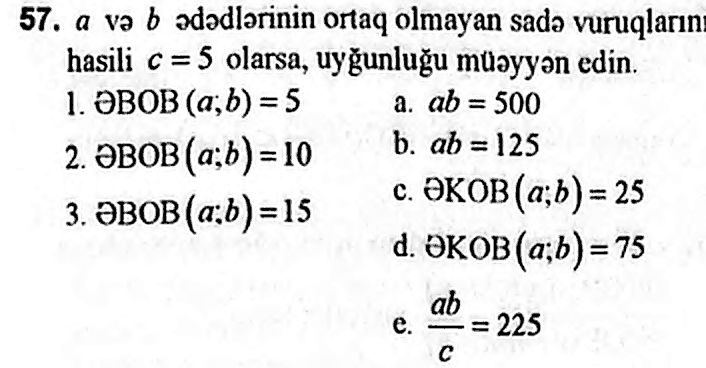 57. a və b ədədlərinin ortaq olmayan sadə vuruqlarını
hasili c = 5 olarsa, uyğunluğu müəyyən edin.
1. ƏBOB (a;b) = 5
a. ab = 500
2. ƏBOB (a;b) = 10
b. ab = 125
3. ƏBOB (a;b) = 15
c. ƏKOB (a;b) = 25
d. ƏKOB (a;b) = 75
e. ab/c = 225